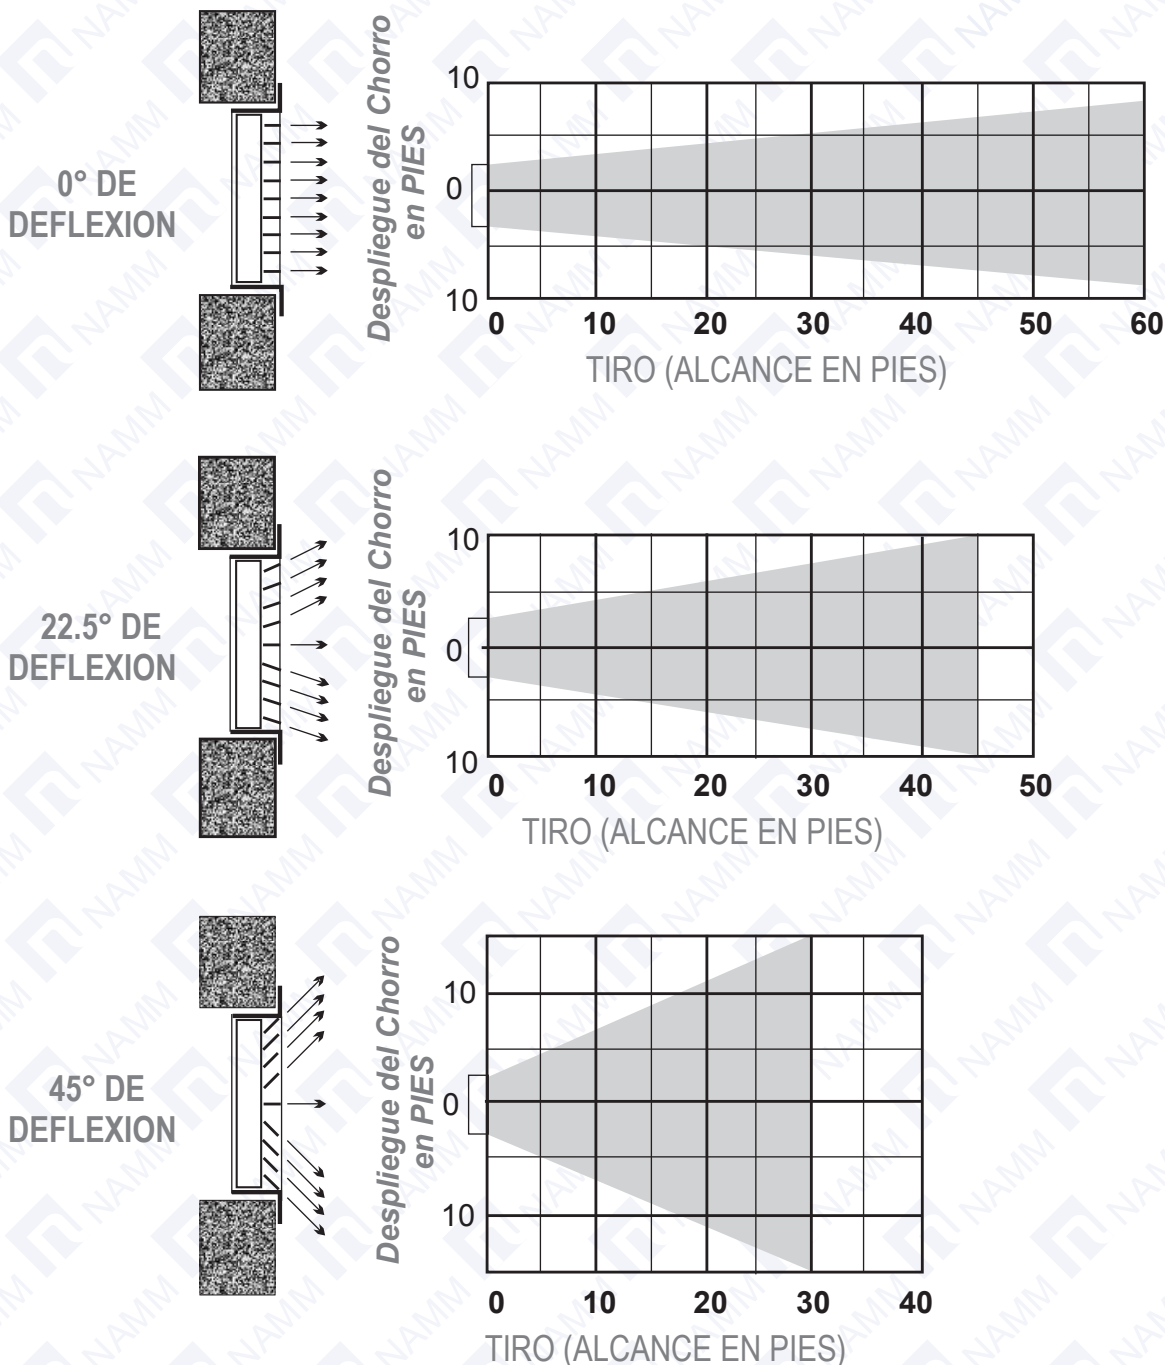 0° DE
DEFLEXION
Despliegue del Chorro
en PIES
10
0
10
0 10 20 30 40 50 60
TIRO (ALCANCE EN PIES)
22.5° DE
DEFLEXION
Despliegue del Chorro
en PIES
10
0
10
0 10 20 30 40 50
TIRO (ALCANCE EN PIES)
45° DE
DEFLEXION
Despliegue del Chorro
en PIES
10
0
10
0 10 20 30 40
TIRO (ALCANCE EN PIES)
NAMM